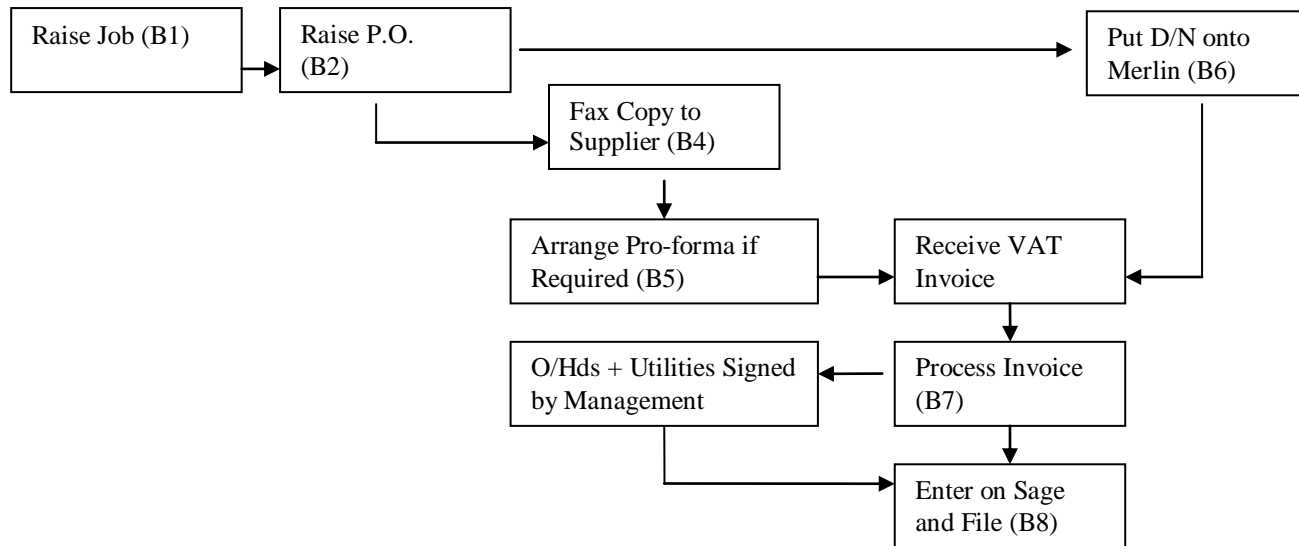 Raise Job (B1)
Raise P.O.
(B2)
Put D/N onto
Merlin (B6)
Fax Copy to
Supplier (B4)
Arrange Pro-forma if
Required (B5)
Receive VAT
Invoice
O/Hds + Utilities Signed
by Management
Process Invoice
(B7)
Enter on Sage
and File (B8)